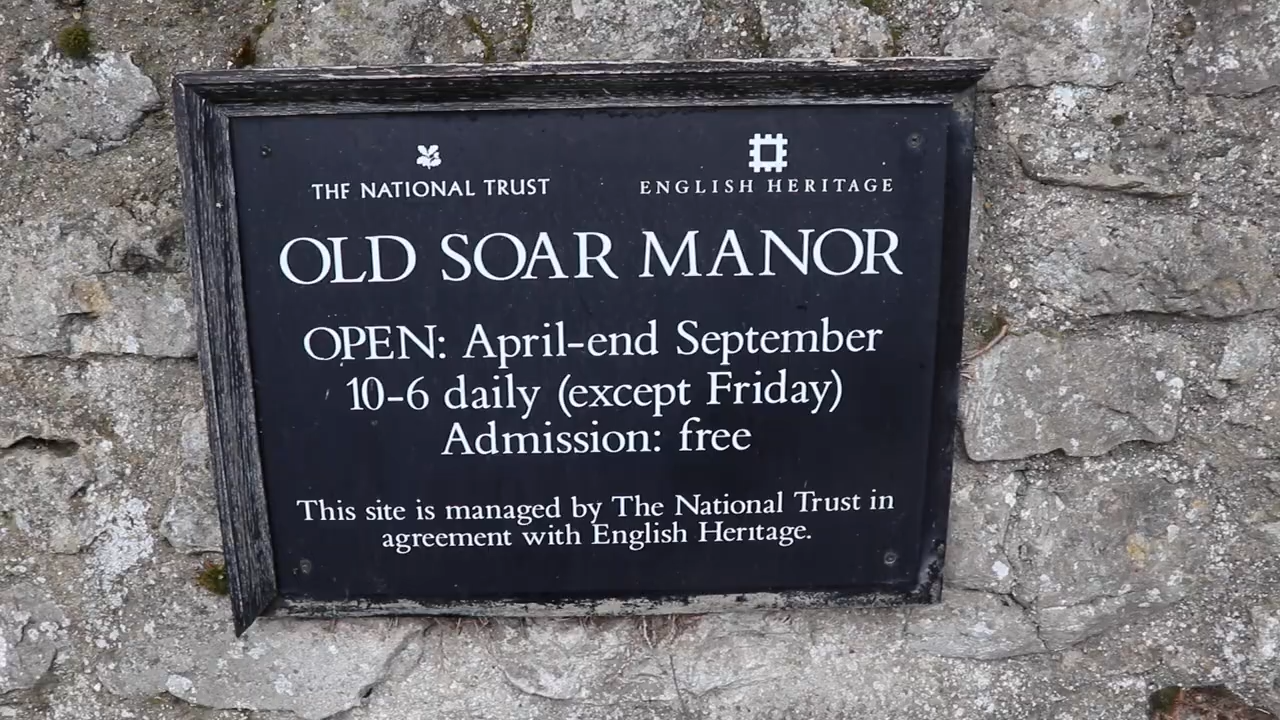 THE NATIONAL TRUST
ENGLISH HERITAGE
OLD SOAR MANOR
OPEN: April-end September
10-6 daily (except Friday)
Admission: free
This site is managed by The National Trust in
agreement with English Heritage.